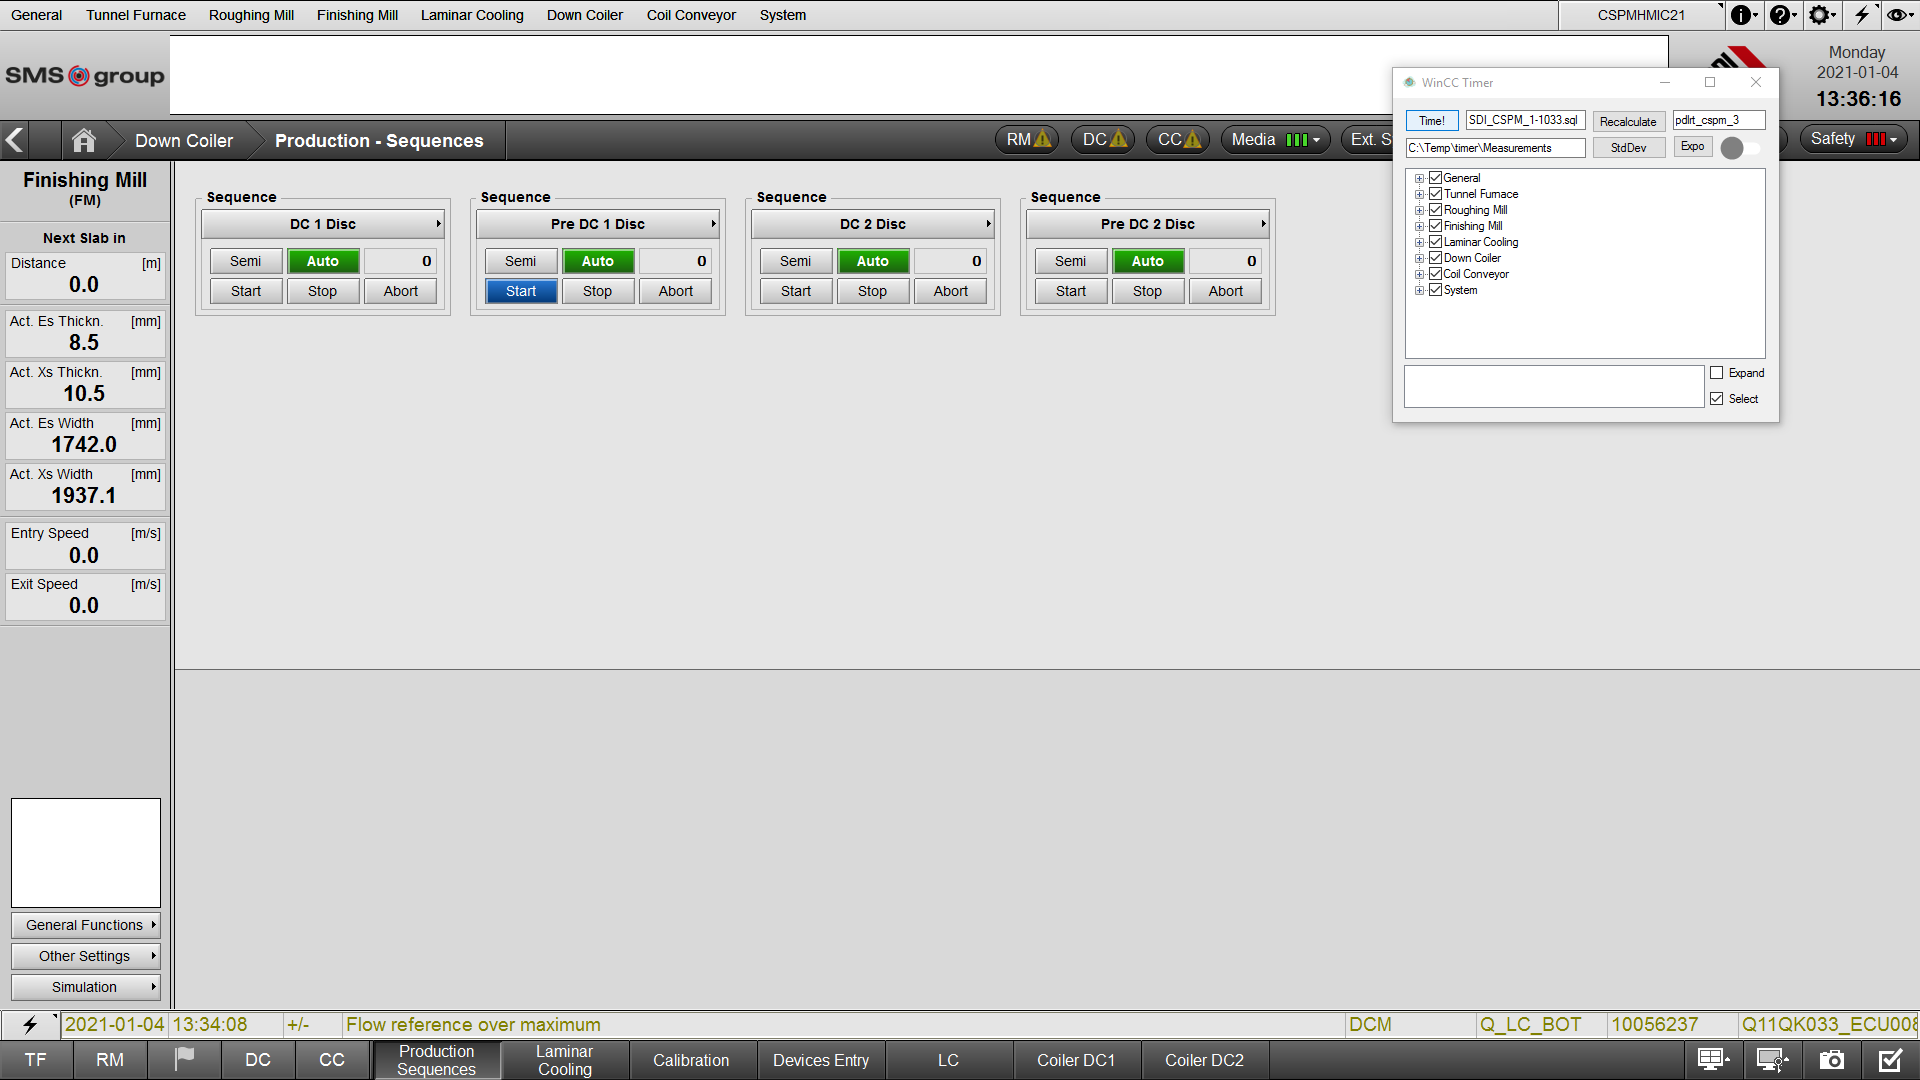 General Tunnel Furnace Roughing Mill Finishing Mill Laminar Cooling Down Coiler Coil Conveyor System CSPMHMIC21
SMS group
Monday
2021-01-04
13:36:16
WinCC Timer
Time! SDI_CSPM_1-1033.sql Recalculate pdlrt_cspm_3
C:\Temp\timer\Measurements StdDev Expo
General
Tunnel Furnace
Roughing Mill
Finishing Mill
Laminar Cooling
Down Coiler
Coil Conveyor
System
Expand
Select
Down Coiler Production - Sequences RM DC CC Media Ext. S Safety
Finishing Mill
(FM)
Next Slab in
Distance [m]
0.0
Act. Es Thickn. [mm]
8.5
Act. Xs Thickn. [mm]
10.5
Act. Es Width [mm]
1742.0
Act. Xs Width [mm]
1937.1
Entry Speed [m/s]
0.0
Exit Speed [m/s]
0.0
Sequence
DC 1 Disc
Semi Auto 0
Start Stop Abort
Sequence
Pre DC 1 Disc
Semi Auto 0
Start Stop Abort
Sequence
DC 2 Disc
Semi Auto 0
Start Stop Abort
Sequence
Pre DC 2 Disc
Semi Auto 0
Start Stop Abort
General Functions
Other Settings
Simulation
2021-01-04 13:34:08 +/- Flow reference over maximum DCM Q_LC_BOT 10056237 Q11QK033_ECU008
TF RM DC CC Production Sequences Laminar Cooling Calibration Devices Entry LC Coiler DC1 Coiler DC2